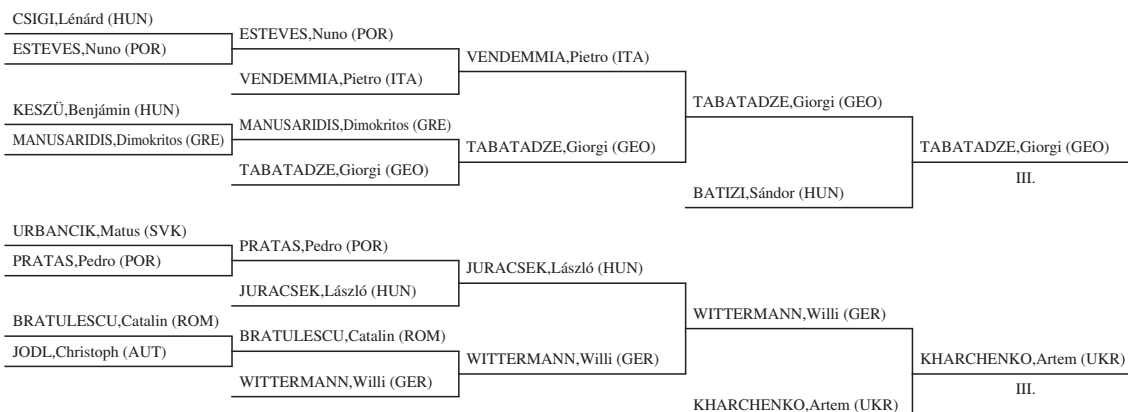 CSIGI,Lénárd (HUN)
ESTEVES,Nuno (POR)
ESTEVES,Nuno (POR)
VENDEMMIA,Pietro (ITA)
VENDEMMIA,Pietro (ITA)
KESZÜ,Benjámin (HUN)
MANUSARIDIS,Dimokritos (GRE)
MANUSARIDIS,Dimokritos (GRE)
TABATADZE,Giorgi (GEO)
TABATADZE,Giorgi (GEO)
TABATADZE,Giorgi (GEO)
BATIZI,Sándor (HUN)
TABATADZE,Giorgi (GEO)
III.
URBANCIK,Matus (SVK)
PRATAS,Pedro (POR)
PRATAS,Pedro (POR)
JURACSEK,László (HUN)
JURACSEK,László (HUN)
BRATULESCU,Catalin (ROM)
JODL,Christoph (AUT)
BRATULESCU,Catalin (ROM)
WITTERMANN,Willi (GER)
WITTERMANN,Willi (GER)
WITTERMANN,Willi (GER)
KHARCHENKO,Artem (UKR)
KHARCHENKO,Artem (UKR)
III.